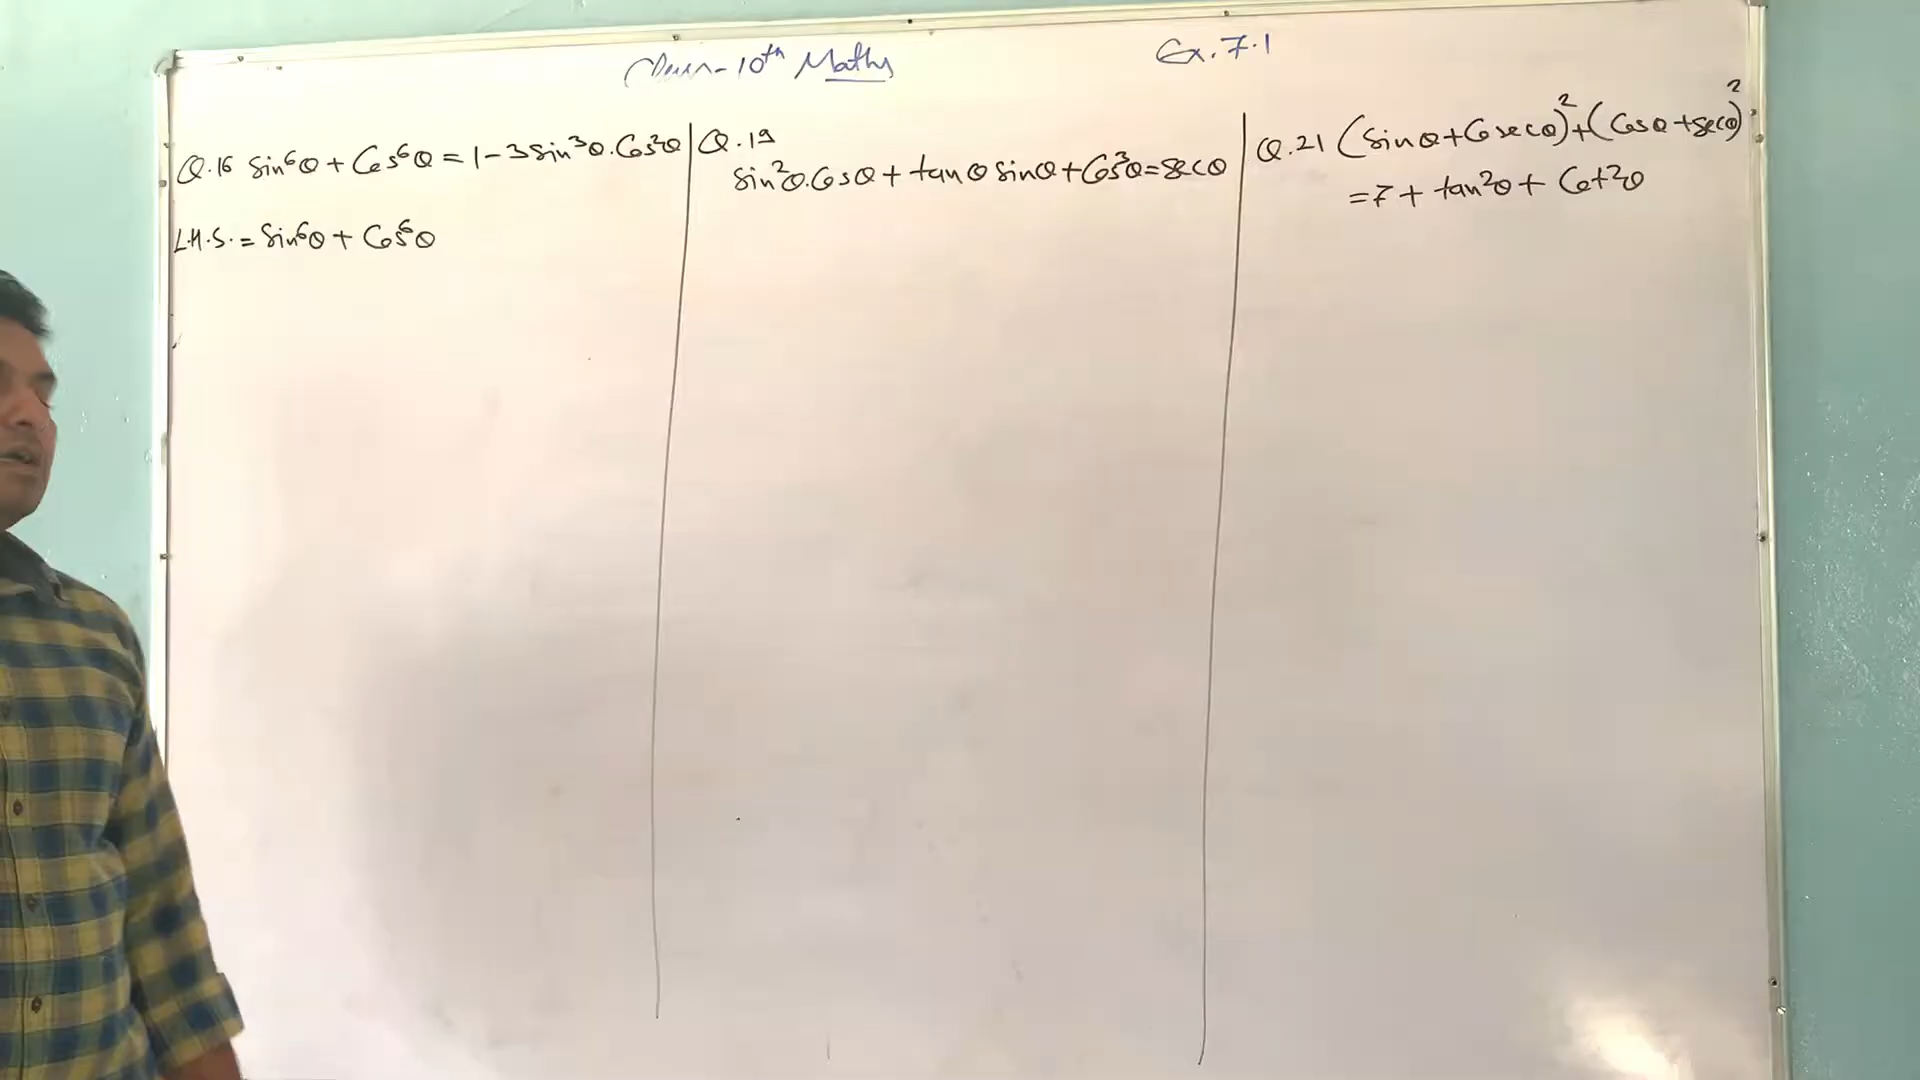 Class-10th Maths
Ex. 7.1
Q.16 Sin⁶θ + Cos⁶θ = 1-3Sin³θ.Cos²θ
L.H.S. = Sin⁶θ + Cos⁶θ
Q.19
Sin²θ.Cosθ + tanθ sinθ + Cos³θ = Secθ
Q.21 (Sinθ+Cosecθ)²+(Cosθ+Secθ)²
= 7 + tan²θ + Cot²θ